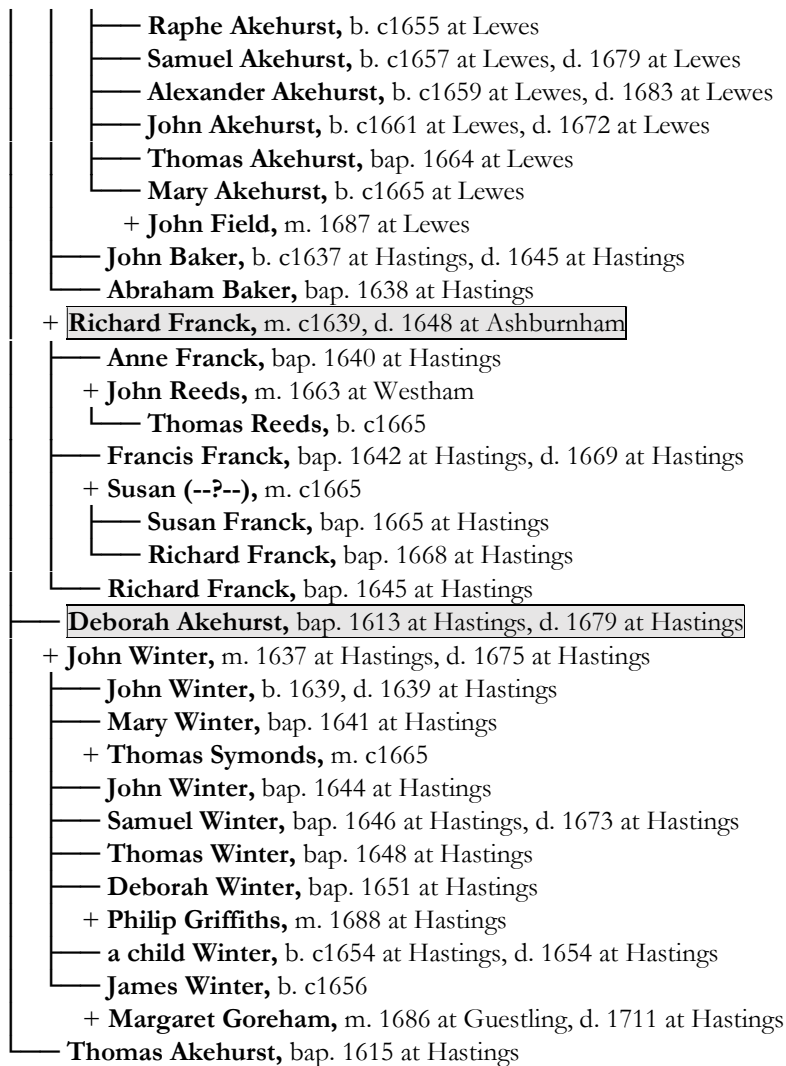 Raphe Akehurst, b. c1655 at Lewes
Samuel Akehurst, b. c1657 at Lewes, d. 1679 at Lewes
Alexander Akehurst, b. c1659 at Lewes, d. 1683 at Lewes
John Akehurst, b. c1661 at Lewes, d. 1672 at Lewes
Thomas Akehurst, bap. 1664 at Lewes
Mary Akehurst, b. c1665 at Lewes
+ John Field, m. 1687 at Lewes
John Baker, b. c1637 at Hastings, d. 1645 at Hastings
Abraham Baker, bap. 1638 at Hastings
+ Richard Franck, m. c1639, d. 1648 at Ashburnham
Anne Franck, bap. 1640 at Hastings
+ John Reeds, m. 1663 at Westham
Thomas Reeds, b. c1665
Francis Franck, bap. 1642 at Hastings, d. 1669 at Hastings
+ Susan (--?--), m. c1665
Susan Franck, bap. 1665 at Hastings
Richard Franck, bap. 1668 at Hastings
Richard Franck, bap. 1645 at Hastings
Deborah Akehurst, bap. 1613 at Hastings, d. 1679 at Hastings
+ John Winter, m. 1637 at Hastings, d. 1675 at Hastings
John Winter, b. 1639, d. 1639 at Hastings
Mary Winter, bap. 1641 at Hastings
+ Thomas Symonds, m. c1665
John Winter, bap. 1644 at Hastings
Samuel Winter, bap. 1646 at Hastings, d. 1673 at Hastings
Thomas Winter, bap. 1648 at Hastings
Deborah Winter, bap. 1651 at Hastings
+ Philip Griffiths, m. 1688 at Hastings
a child Winter, b. c1654 at Hastings, d. 1654 at Hastings
James Winter, b. c1656
+ Margaret Goreham, m. 1686 at Guestling, d. 1711 at Hastings
Thomas Akehurst, bap. 1615 at Hastings